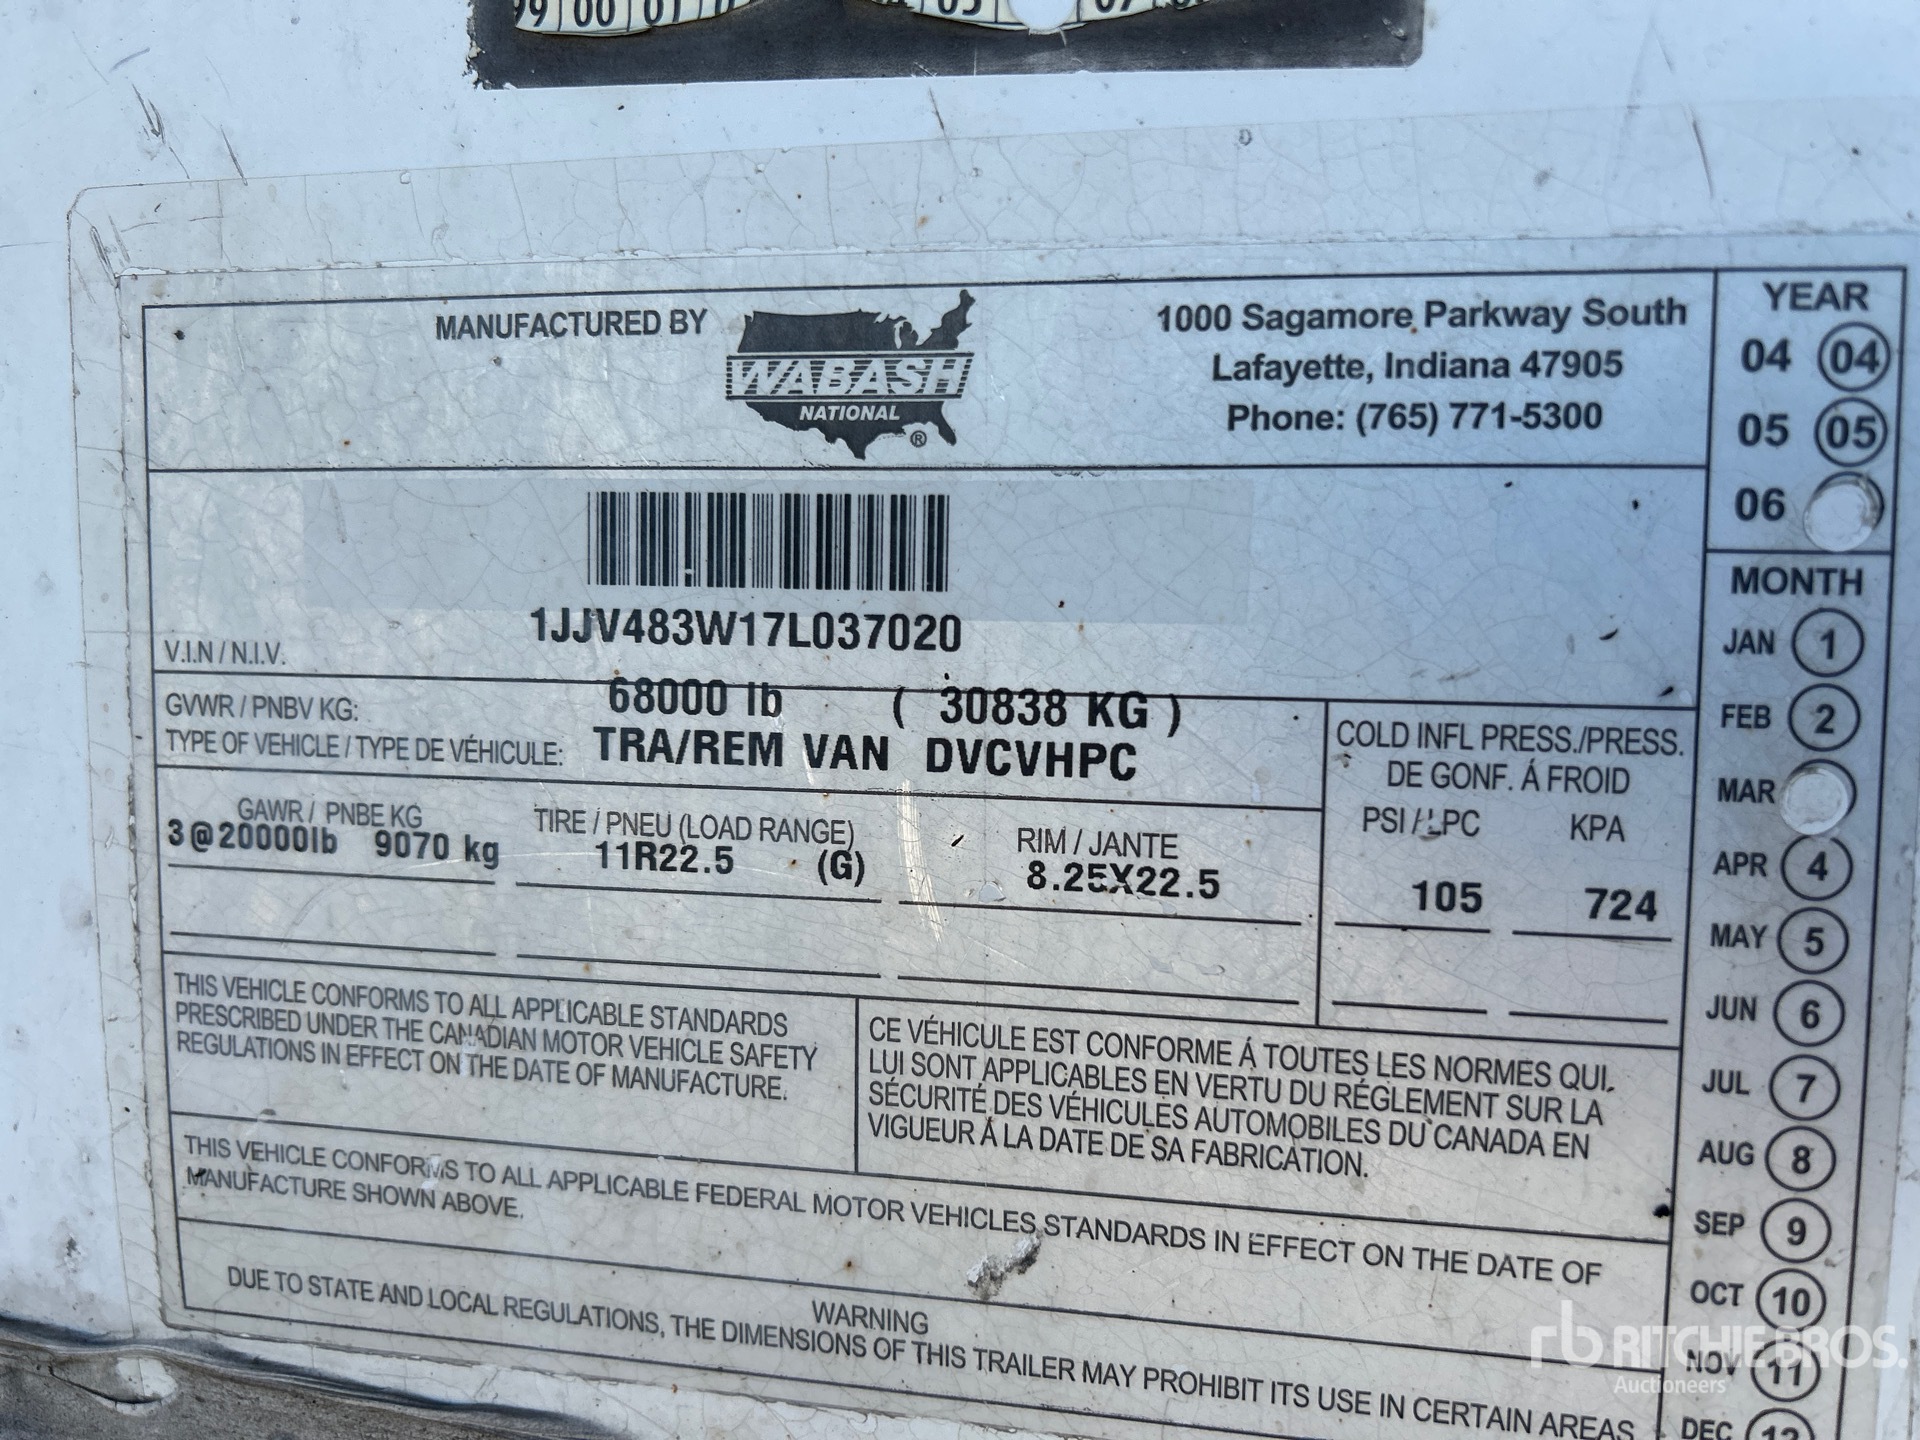 99 00 01
05 07
MANUFACTURED BY
WABASH
NATIONAL
®
1000 Sagamore Parkway South
Lafayette, Indiana 47905
Phone: (765) 771-5300
1JJV483W17L037020
V.I.N / N.I.V.
GVWR / PNBV KG: 68000 lb ( 30838 KG )
TYPE OF VEHICLE / TYPE DE VÉHICULE: TRA/REM VAN DVCVHPC
COLD INFL PRESS./PRESS.
DE GONF. Á FROID
PSI / LPC KPA
105 724
GAWR / PNBE KG
3@20000lb 9070 kg
TIRE / PNEU (LOAD RANGE)
11R22.5 (G)
RIM / JANTE
8.25X22.5
THIS VEHICLE CONFORMS TO ALL APPLICABLE STANDARDS
PRESCRIBED UNDER THE CANADIAN MOTOR VEHICLE SAFETY
REGULATIONS IN EFFECT ON THE DATE OF MANUFACTURE.
CE VÉHICULE EST CONFORME Á TOUTES LES NORMES QUI
LUI SONT APPLICABLES EN VERTU DU RÉGLEMENT SUR LA
SÉCURITÉ DES VÉHICULES AUTOMOBILES DU CANADA EN
VIGUEUR Á LA DATE DE SA FABRICATION.
THIS VEHICLE CONFORMS TO ALL APPLICABLE FEDERAL MOTOR VEHICLES STANDARDS IN EFFECT ON THE DATE OF
MANUFACTURE SHOWN ABOVE.
WARNING
DUE TO STATE AND LOCAL REGULATIONS, THE DIMENSIONS OF THIS TRAILER MAY PROHIBIT ITS USE IN CERTAIN AREAS
YEAR
04 04
05 05
06
MONTH
JAN 1
FEB 2
MAR
APR 4
MAY 5
JUN 6
JUL 7
AUG 8
SEP 9
OCT 10
NOV 11
DEC 12
rb RITCHIE BROS.
Auctioneers